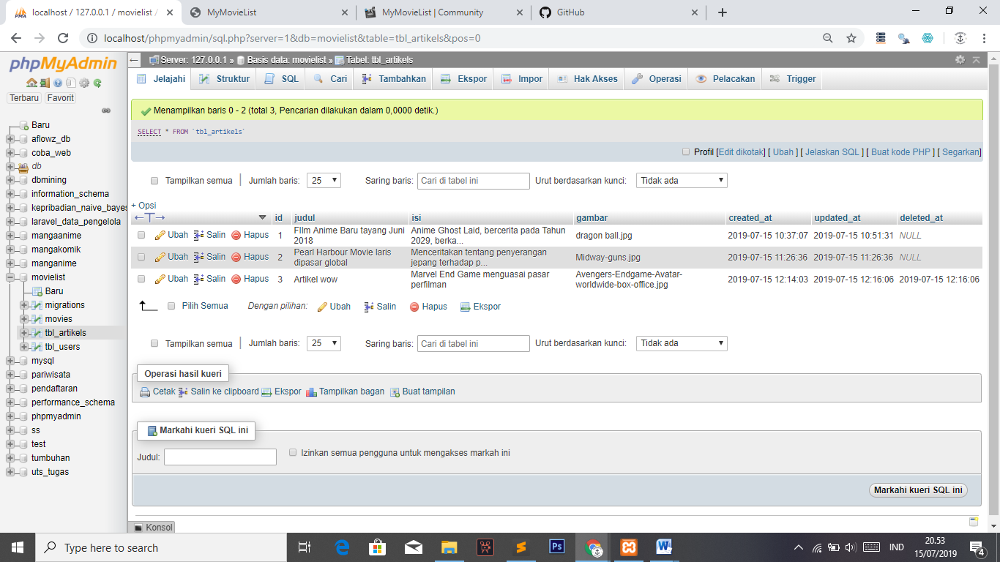 localhost / 127.0.0.1 / movielist /
MyMovieList
MyMovieList | Community
GitHub
localhost/phpmyadmin/sql.php?server=1&db=movielist&table=tbl_artikels&pos=0
phpMyAdmin
Terbaru Favorit
Baru
aflowz_db
coba_web
db
dbmining
information_schema
kepribadian_naive_bayes
laravel_data_pengelola
mangaanime
mangakomik
manganime
movielist
Baru
migrations
movies
tbl_artikels
tbl_users
mysql
pariwisata
pendaftaran
performance_schema
phpmyadmin
ss
test
tumbuhan
uts_tugas
Server: 127.0.0.1 » Basis data: movielist » Tabel: tbl_artikels
Jelajahi Struktur SQL Cari Tambahkan Ekspor Impor Hak Akses Operasi Pelacakan Trigger
Menampilkan baris 0 - 2 (total 3, Pencarian dilakukan dalam 0,0000 detik.)
SELECT * FROM `tbl_artikels`
Profil [Edit dikotak] [ Ubah ] [ Jelaskan SQL ] [ Buat kode PHP ] [ Segarkan]
Tampilkan semua | Jumlah baris: 25 Saring baris: Cari di tabel ini Urut berdasarkan kunci: Tidak ada
+ Opsi
←T→ id judul isi gambar created_at updated_at deleted_at
Ubah Salin Hapus 1 FIlm Anime Baru tayang Juni 2018 Anime Ghost Laid, bercerita pada Tahun 2029, berka... dragon ball.jpg 2019-07-15 10:37:07 2019-07-15 10:51:31 NULL
Ubah Salin Hapus 2 Pearl Harbour Movie laris dipasar global Menceritakan tentang penyerangan jepang terhadap p... Midway-guns.jpg 2019-07-15 11:26:36 2019-07-15 11:26:36 NULL
Ubah Salin Hapus 3 Artikel wow Marvel End Game menguasai pasar perfilman Avengers-Endgame-Avatar-worldwide-box-office.jpg 2019-07-15 12:14:03 2019-07-15 12:16:06 2019-07-15 12:16:06
Pilih Semua Dengan pilihan: Ubah Salin Hapus Ekspor
Tampilkan semua | Jumlah baris: 25 Saring baris: Cari di tabel ini Urut berdasarkan kunci: Tidak ada
Operasi hasil kueri
Cetak Salin ke clipboard Ekspor Tampilkan bagan Buat tampilan
Markahi kueri SQL ini
Judul: Izinkan semua pengguna untuk mengakses markah ini
Markahi kueri SQL ini
Konsol
Type here to search
IND
20.53
15/07/2019
4